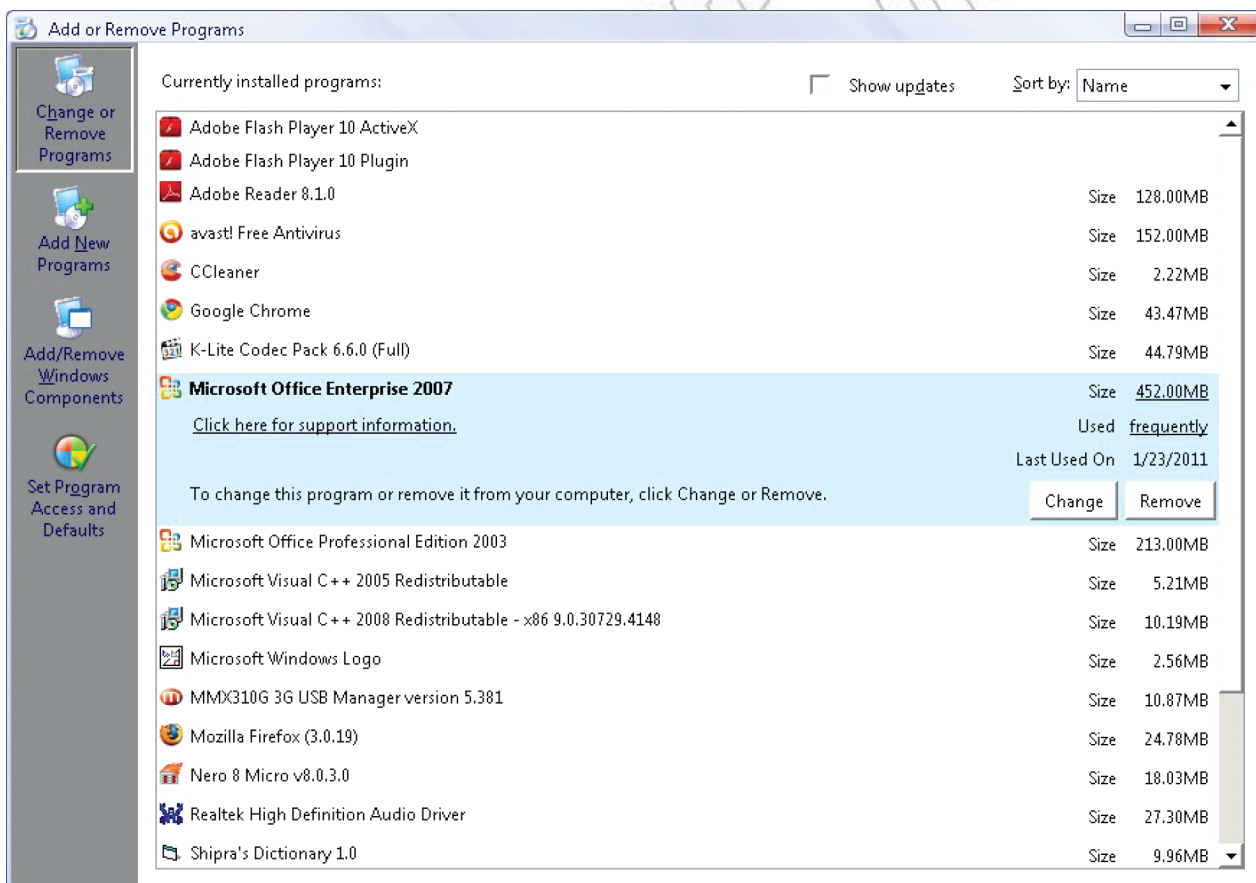 Add or Remove Programs
Change or
Remove
Programs
Add New
Programs
Add/Remove
Windows
Components
Set Program
Access and
Defaults
Currently installed programs:
Show updates
Sort by: Name
Adobe Flash Player 10 ActiveX
Adobe Flash Player 10 Plugin
Adobe Reader 8.1.0 Size 128.00MB
avast! Free Antivirus Size 152.00MB
CCleaner Size 2.22MB
Google Chrome Size 43.47MB
K-Lite Codec Pack 6.6.0 (Full) Size 44.79MB
Microsoft Office Enterprise 2007 Size 452.00MB
Click here for support information. Used frequently
Last Used On 1/23/2011
To change this program or remove it from your computer, click Change or Remove. Change Remove
Microsoft Office Professional Edition 2003 Size 213.00MB
Microsoft Visual C++ 2005 Redistributable Size 5.21MB
Microsoft Visual C++ 2008 Redistributable - x86 9.0.30729.4148 Size 10.19MB
Microsoft Windows Logo Size 2.56MB
MMX310G 3G USB Manager version 5.381 Size 10.87MB
Mozilla Firefox (3.0.19) Size 24.78MB
Nero 8 Micro v8.0.3.0 Size 18.03MB
Realtek High Definition Audio Driver Size 27.30MB
Shipra's Dictionary 1.0 Size 9.96MB